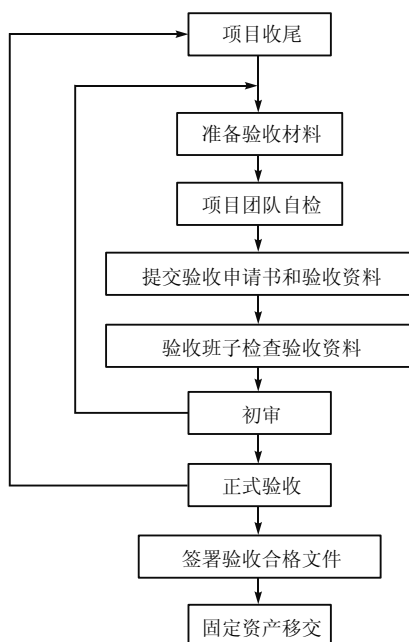 项目收尾
准备验收材料
项目团队自检
提交验收申请书和验收资料
验收班子检查验收资料
初审
正式验收
签署验收合格文件
固定资产移交